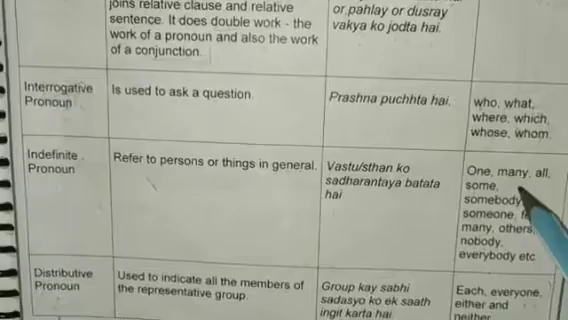 joins relative clause and relative
sentence. It does double work - the
work of a pronoun and also the work
of a conjunction.
or pahlay or dusray
vakya ko jodta hai.
Interrogative
Pronoun
Is used to ask a question.
Prashna puchhta hai.
who, what,
where, which,
whose, whom.
Indefinite
Pronoun
Refer to persons or things in general.
Vastu/sthan ko
sadharantaya batata
hai
One, many, all,
some,
somebody
someone,
many, others,
nobody,
everybody etc
Distributive
Pronoun
Used to indicate all the members of
the representative group.
Group kay sabhi
sadasyo ko ek saath
ingit karta hai
Each, everyone,
either and
neither